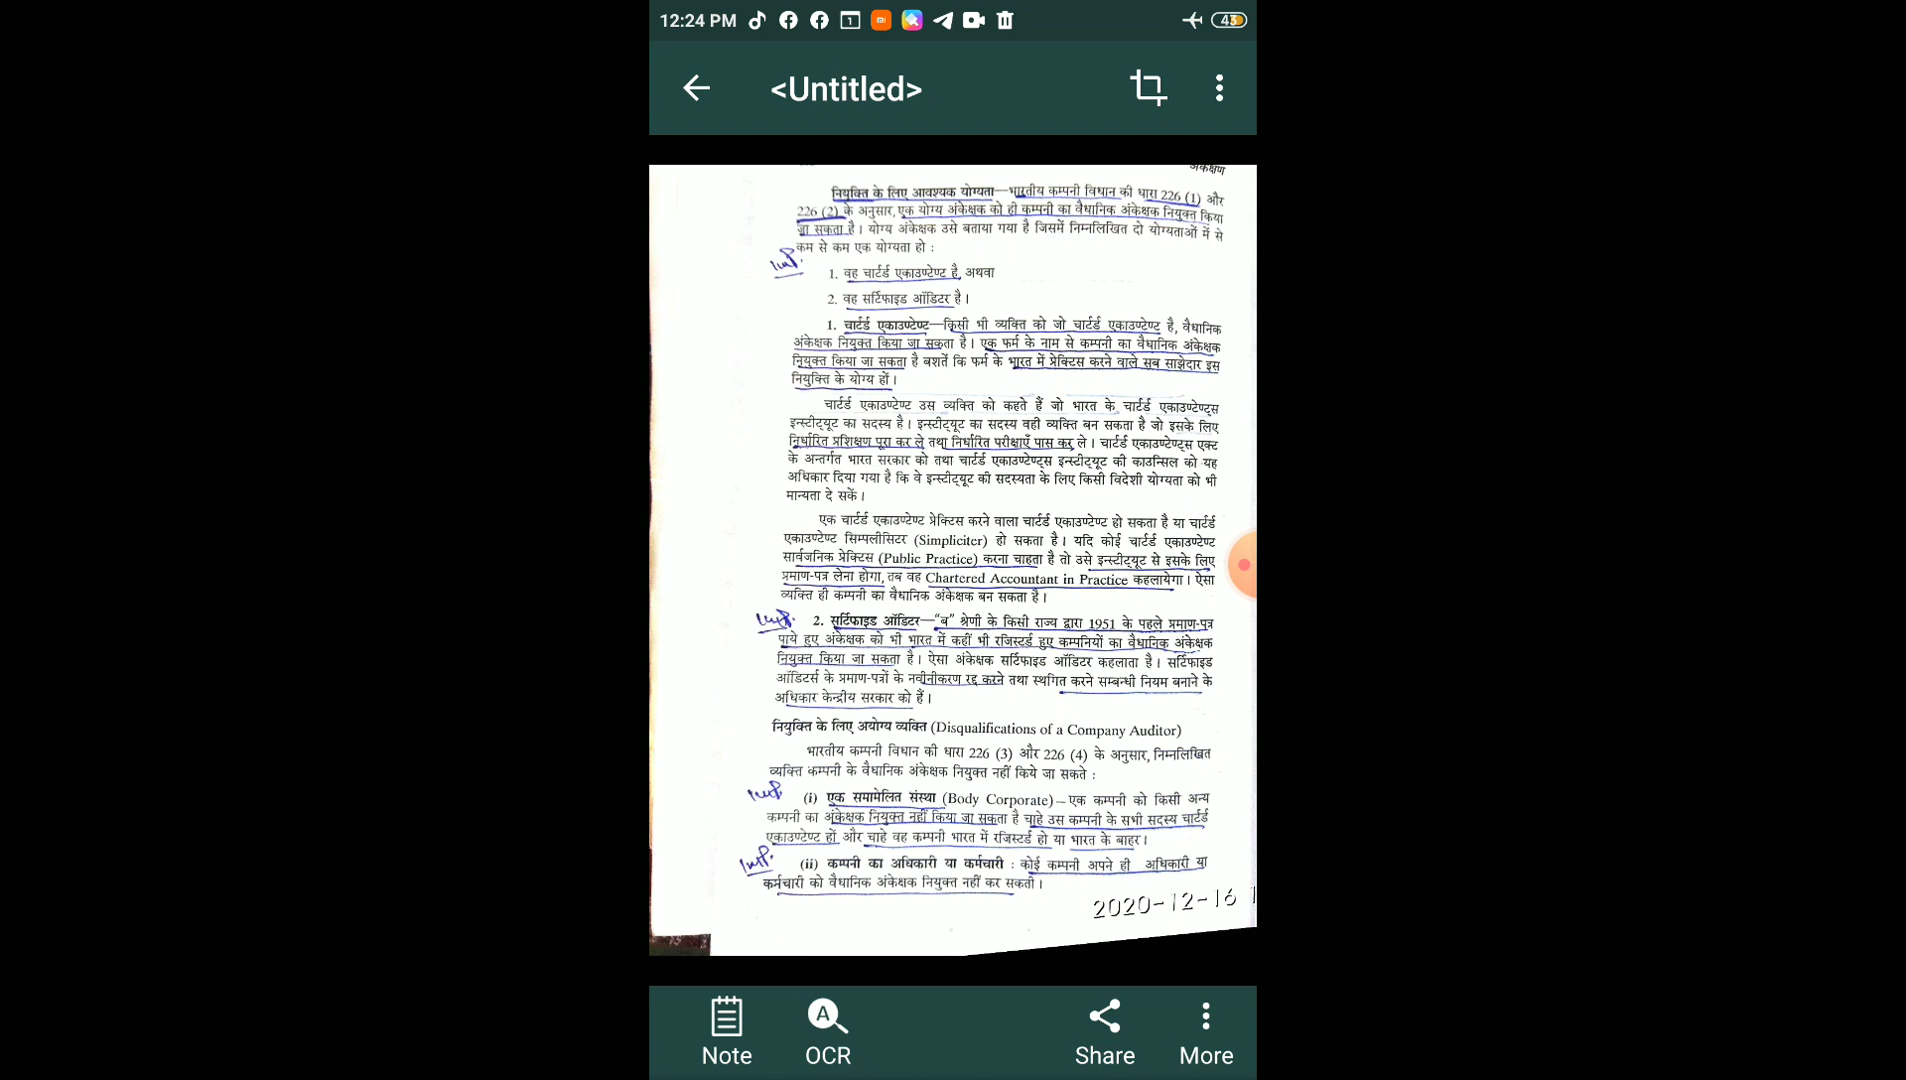 12:24 PM
43
<Untitled>
अंकेक्षण
नियुक्ति के लिए आवश्यक योग्यता—भारतीय कम्पनी विधान की धारा 226 (1) और
226 (2) के अनुसार, एक योग्य अंकेक्षक को ही कम्पनी का वैधानिक अंकेक्षक नियुक्त किया
जा सकता है। योग्य अंकेक्षक उसे बताया गया है जिसमें निम्नलिखित दो योग्यताओं में से
कम से कम एक योग्यता हो :
Imp.
1. वह चार्टर्ड एकाउण्टेण्ट है, अथवा
2. वह सर्टिफाइड ऑडिटर है।
1. चार्टर्ड एकाउण्टेण्ट—किसी भी व्यक्ति को जो चार्टर्ड एकाउण्टेण्ट है, वैधानिक
अंकेक्षक नियुक्त किया जा सकता है। एक फर्म के नाम से कम्पनी का वैधानिक अंकेक्षक
नियुक्त किया जा सकता है बशर्ते कि फर्म के भारत में प्रेक्टिस करने वाले सब साझेदार इस
नियुक्ति के योग्य हों।
चार्टर्ड एकाउण्टेण्ट उस व्यक्ति को कहते हैं जो भारत के चार्टर्ड एकाउण्टेण्ट्स
इन्स्टीट्यूट का सदस्य है। इन्स्टीट्यूट का सदस्य वही व्यक्ति बन सकता है जो इसके लिए
निर्धारित प्रशिक्षण पूरा कर ले तथा निर्धारित परीक्षाएँ पास कर ले। चार्टर्ड एकाउण्टेण्ट्स एक्ट
के अन्तर्गत भारत सरकार को तथा चार्टर्ड एकाउण्टेण्ट्स इन्स्टीट्यूट की काउन्सिल को यह
अधिकार दिया गया है कि वे इन्स्टीट्यूट की सदस्यता के लिए किसी विदेशी योग्यता को भी
मान्यता दे सकें।
एक चार्टर्ड एकाउण्टेण्ट प्रेक्टिस करने वाला चार्टर्ड एकाउण्टेण्ट हो सकता है या चार्टर्ड
एकाउण्टेण्ट सिम्पलीसिटर (Simpliciter) हो सकता है। यदि कोई चार्टर्ड एकाउण्टेण्ट
सार्वजनिक प्रेक्टिस (Public Practice) करना चाहता है तो उसे इन्स्टीट्यूट से इसके लिए
प्रमाण-पत्र लेना होगा, तब वह Chartered Accountant in Practice कहलायेगा। ऐसा
व्यक्ति ही कम्पनी का वैधानिक अंकेक्षक बन सकता है।
Imp. 2. सर्टिफाइड ऑडिटर—“ब” श्रेणी के किसी राज्य द्वारा 1951 के पहले प्रमाण-पत्र
पाये हुए अंकेक्षक को भी भारत में कहीं भी रजिस्टर्ड हुए कम्पनियों का वैधानिक अंकेक्षक
नियुक्त किया जा सकता है। ऐसा अंकेक्षक सर्टिफाइड ऑडिटर कहलाता है। सर्टिफाइड
ऑडिटर्स के प्रमाण-पत्रों के नवीनीकरण रद्द करने तथा स्थगित करने सम्बन्धी नियम बनाने के
अधिकार केन्द्रीय सरकार को हैं।
नियुक्ति के लिए अयोग्य व्यक्ति (Disqualifications of a Company Auditor)
भारतीय कम्पनी विधान की धारा 226 (3) और 226 (4) के अनुसार, निम्नलिखित
व्यक्ति कम्पनी के वैधानिक अंकेक्षक नियुक्त नहीं किये जा सकते :
Imp. (i) एक समामेलित संस्था (Body Corporate)—एक कम्पनी को किसी अन्य
कम्पनी का अंकेक्षक नियुक्त नहीं किया जा सकता है चाहे उस कम्पनी के सभी सदस्य चार्टर्ड
एकाउण्टेण्ट हों और चाहे वह कम्पनी भारत में रजिस्टर्ड हो या भारत के बाहर।
Imp. (ii) कम्पनी का अधिकारी या कर्मचारी : कोई कम्पनी अपने ही अधिकारी या
कर्मचारी को वैधानिक अंकेक्षक नियुक्त नहीं कर सकती।
2020-12-16
Note
OCR
Share
More